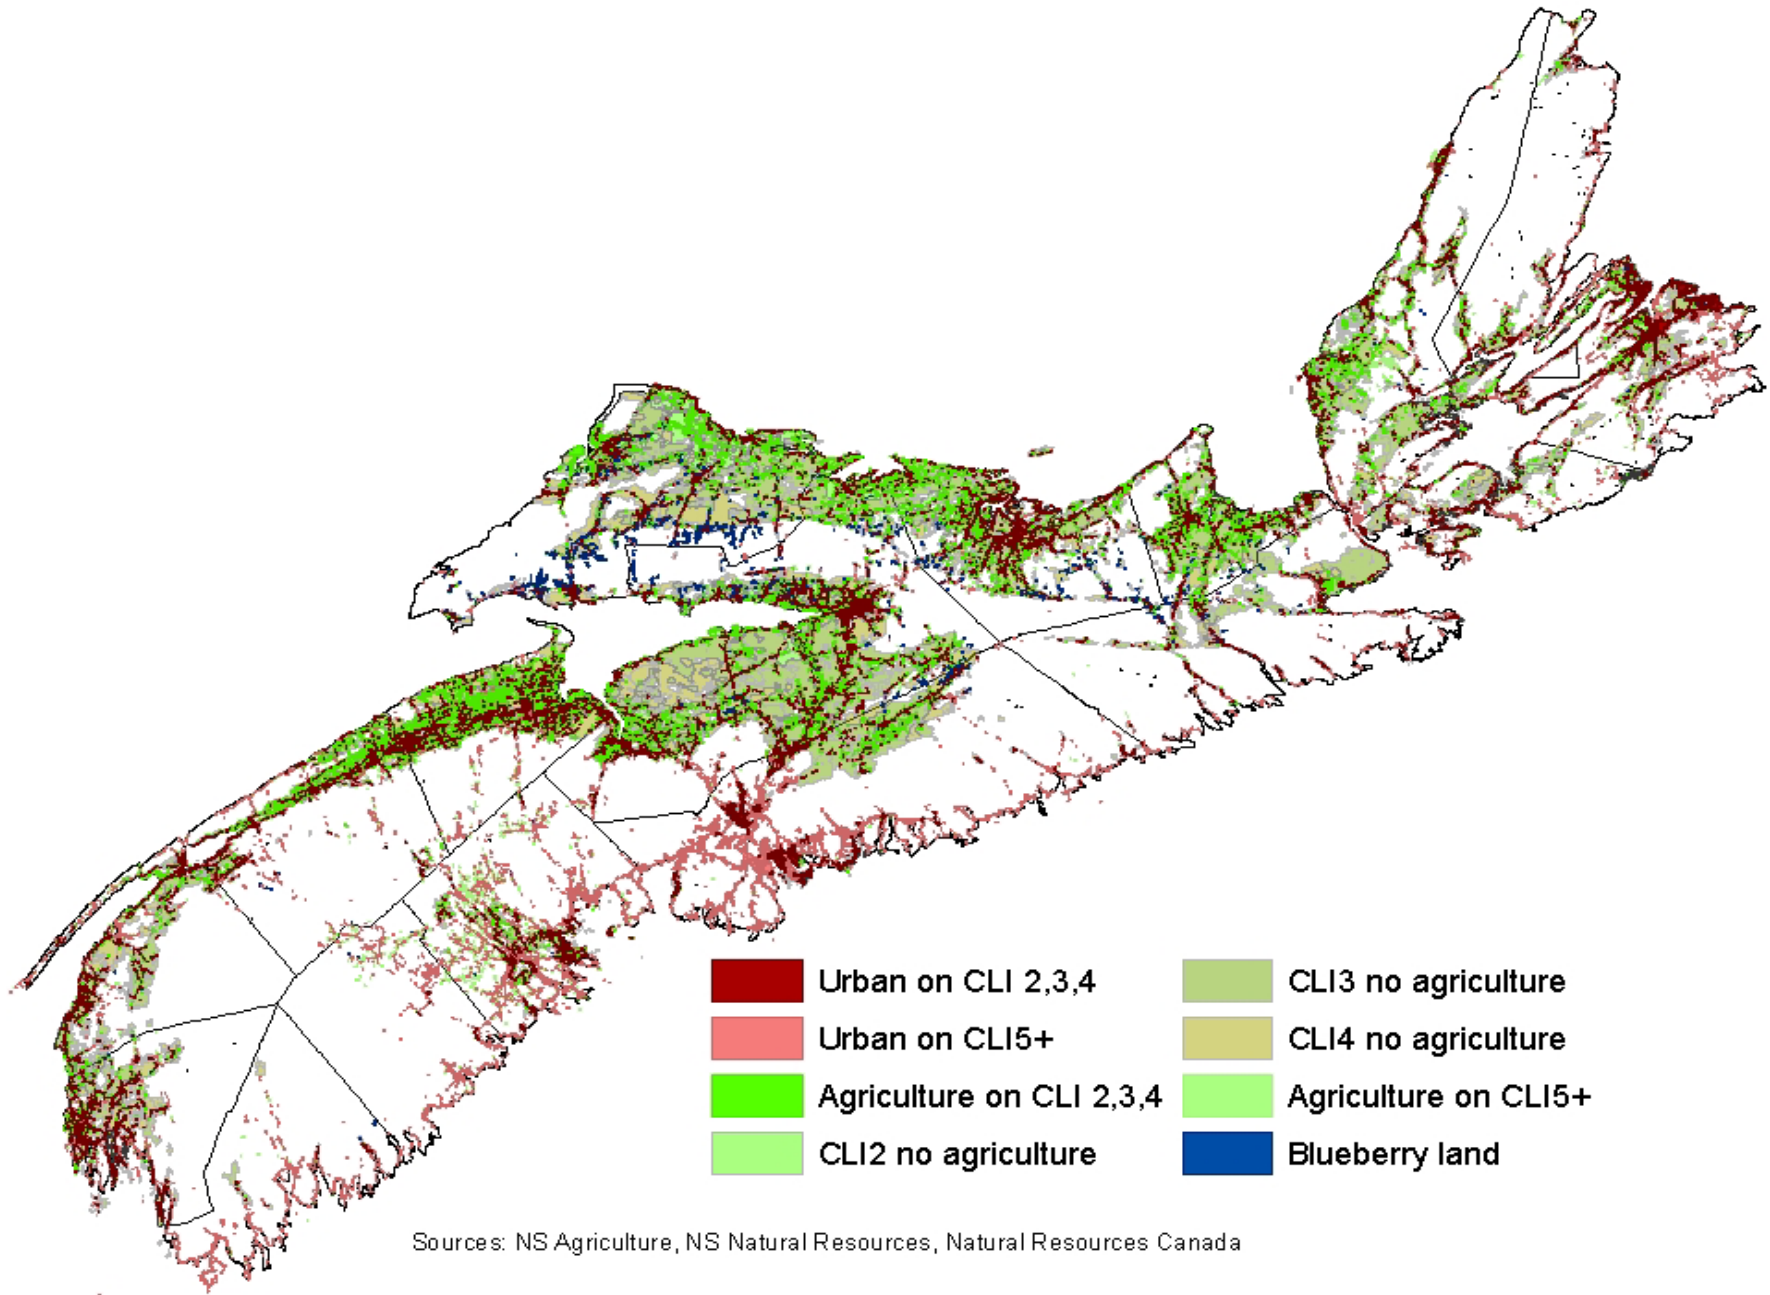 Urban on CLI 2,3,4
Urban on CLI5+
Agriculture on CLI 2,3,4
CLI2 no agriculture
CLI3 no agriculture
CLI4 no agriculture
Agriculture on CLI5+
Blueberry land
Sources: NS Agriculture, NS Natural Resources, Natural Resources Canada